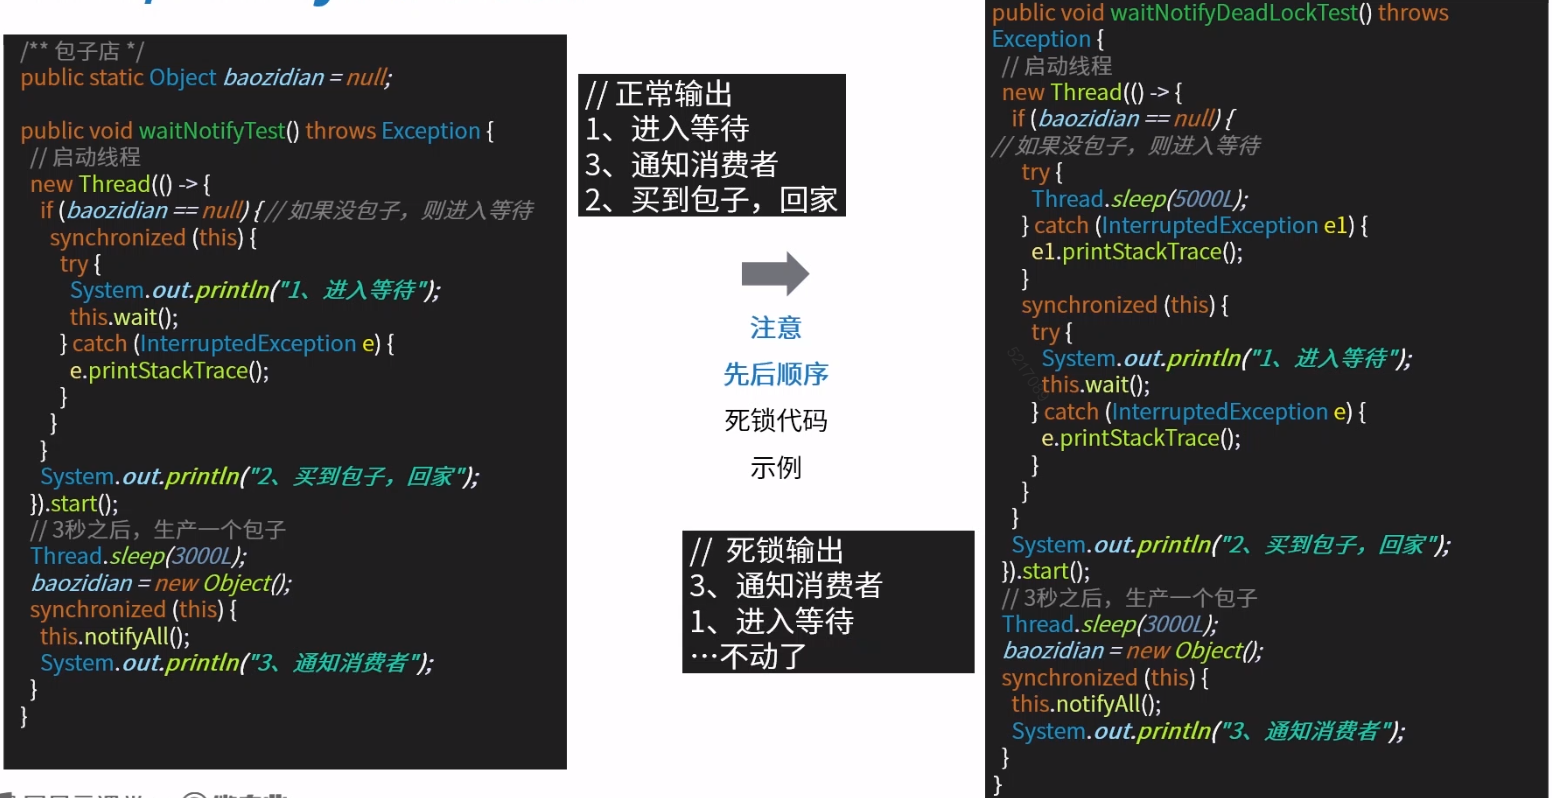 /** 包子店 */
public static Object baozidian = null;
public void waitNotifyTest() throws Exception {
// 启动线程
new Thread(() -> {
if (baozidian == null) { // 如果没包子，则进入等待
synchronized (this) {
try {
System.out.println("1、进入等待");
this.wait();
} catch (InterruptedException e) {
e.printStackTrace();
}
}
}
System.out.println("2、买到包子，回家");
}).start();
// 3秒之后，生产一个包子
Thread.sleep(3000L);
baozidian = new Object();
synchronized (this) {
this.notifyAll();
System.out.println("3、通知消费者");
}
}
// 正常输出
1、进入等待
3、通知消费者
2、买到包子，回家
注意
先后顺序
死锁代码
示例
// 死锁输出
3、通知消费者
1、进入等待
…不动了
public void waitNotifyDeadLockTest() throws
Exception {
// 启动线程
new Thread(() -> {
if (baozidian == null) {
// 如果没包子，则进入等待
try {
Thread.sleep(5000L);
} catch (InterruptedException e1) {
e1.printStackTrace();
}
synchronized (this) {
try {
System.out.println("1、进入等待");
this.wait();
} catch (InterruptedException e) {
e.printStackTrace();
}
}
}
System.out.println("2、买到包子，回家");
}).start();
// 3秒之后，生产一个包子
Thread.sleep(3000L);
baozidian = new Object();
synchronized (this) {
this.notifyAll();
System.out.println("3、通知消费者");
}
}